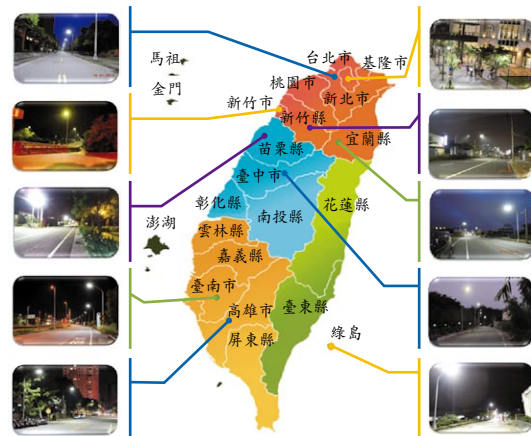 台北市
基隆市
馬祖
桃園市
金門
新北市
新竹市
新竹縣
宜蘭縣
苗栗縣
臺中市
彰化縣
花蓮縣
南投縣
澎湖
雲林縣
嘉義縣
臺南市
高雄市
臺東縣
屏東縣
綠島